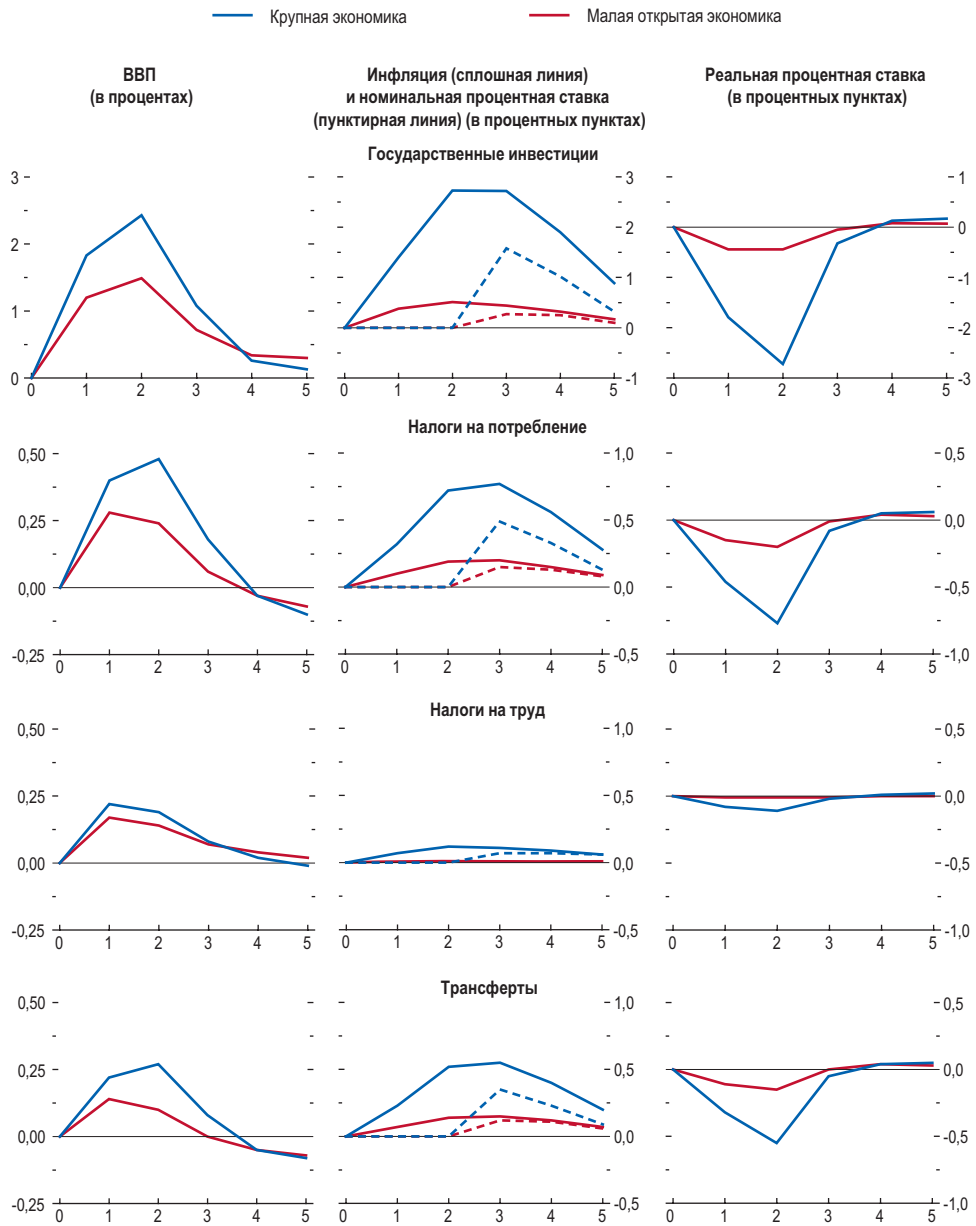 Крупная экономика
Малая открытая экономика
ВВП
(в процентах)
Инфляция (сплошная линия)
и номинальная процентная ставка
(пунктирная линия) (в процентных пунктах)
Реальная процентная ставка
(в процентных пунктах)
Государственные инвестиции
3
2
1
0
0 1 2 3 4 5
3
2
1
0
-1
0 1 2 3 4 5
1
0
-1
-2
-3
0 1 2 3 4 5
Налоги на потребление
0,50
0,25
0,00
-0,25
0 1 2 3 4 5
1,0
0,5
0,0
-0,5
0 1 2 3 4 5
0,5
0,0
-0,5
-1,0
0 1 2 3 4 5
Налоги на труд
0,50
0,25
0,00
-0,25
0 1 2 3 4 5
1,0
0,5
0,0
-0,5
0 1 2 3 4 5
0,5
0,0
-0,5
-1,0
0 1 2 3 4 5
Трансферты
0,50
0,25
0,00
-0,25
0 1 2 3 4 5
1,0
0,5
0,0
-0,5
0 1 2 3 4 5
0,5
0,0
-0,5
-1,0
0 1 2 3 4 5